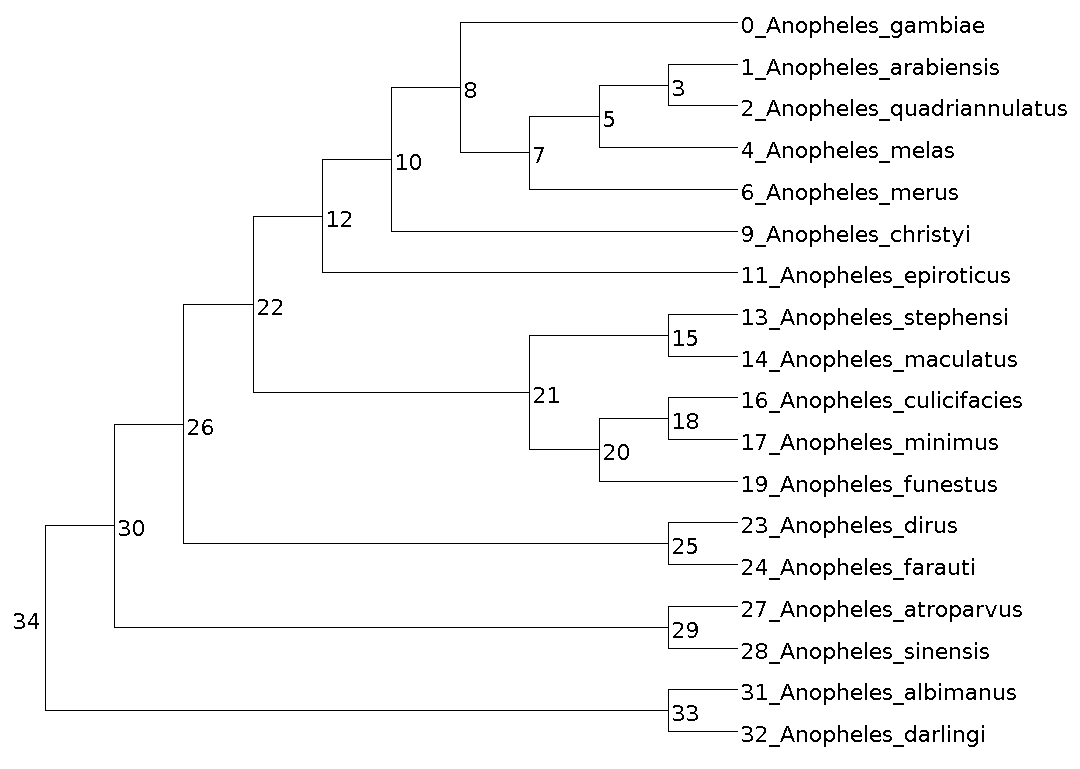 0_Anopheles_gambiae
1_Anopheles_arabiensis
3
8
2_Anopheles_quadriannulatus
5
4_Anopheles_melas
7
10
6_Anopheles_merus
12
9_Anopheles_christyi
11_Anopheles_epiroticus
22
13_Anopheles_stephensi
15
14_Anopheles_maculatus
21
16_Anopheles_culicifacies
18
26
17_Anopheles_minimus
20
19_Anopheles_funestus
23_Anopheles_dirus
30
25
24_Anopheles_farauti
27_Anopheles_atroparvus
34
29
28_Anopheles_sinensis
31_Anopheles_albimanus
33
32_Anopheles_darlingi